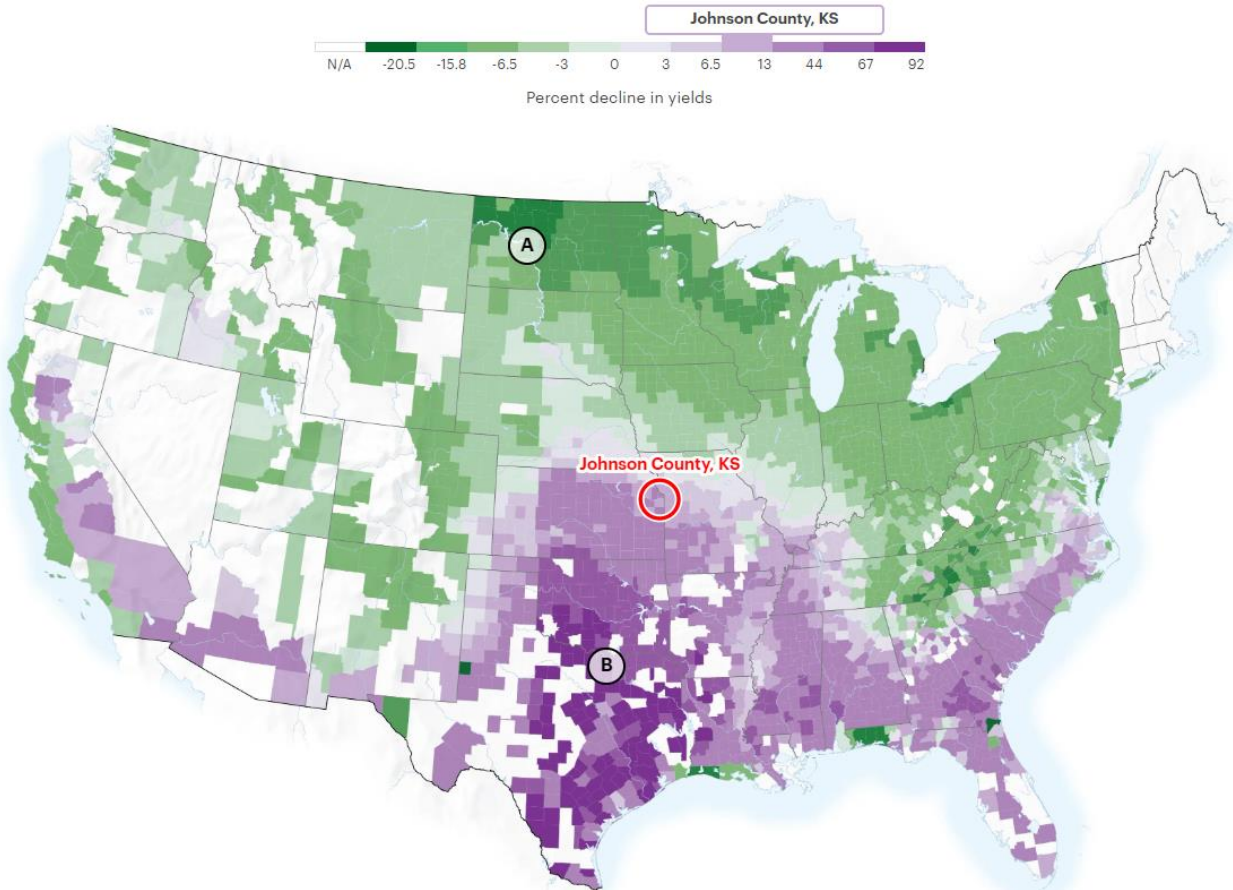 Johnson County, KS
N/A -20.5 -15.8 -6.5 -3 0 3 6.5 13 44 67 92
Percent decline in yields
A
Johnson County, KS
B